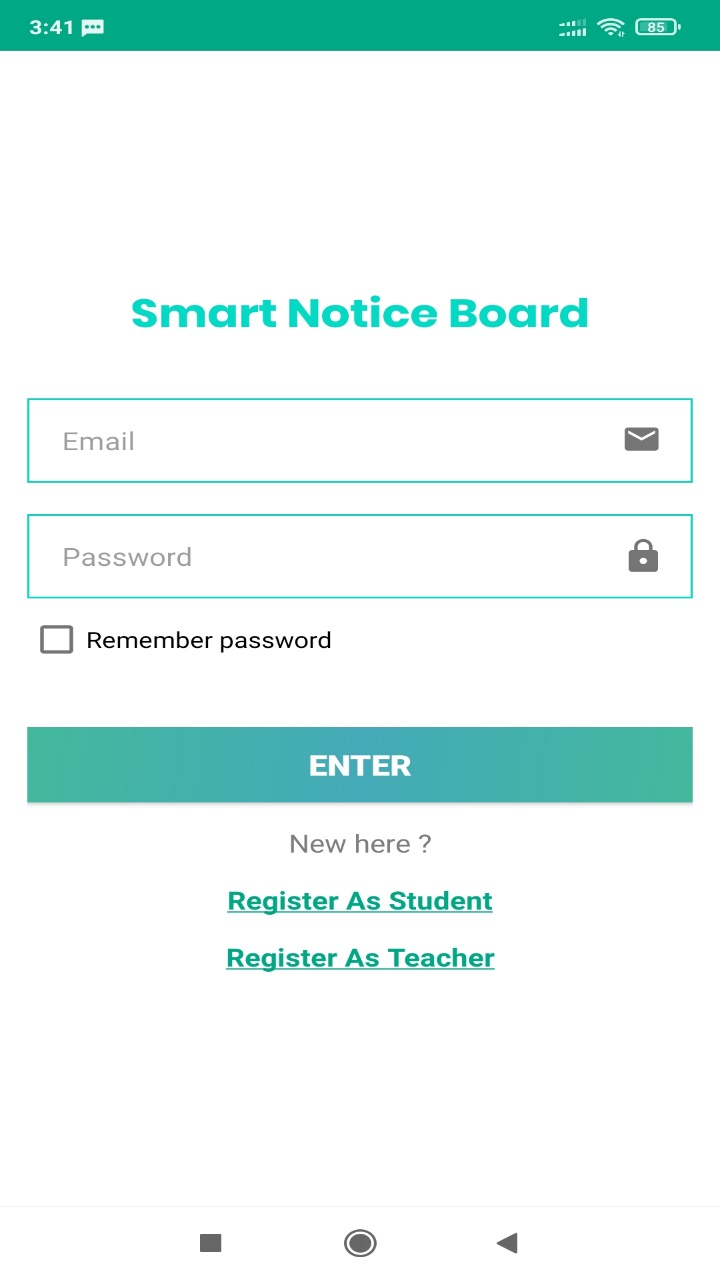 3:41
85
Smart Notice Board
Email
Password
Remember password
ENTER
New here ?
Register As Student
Register As Teacher